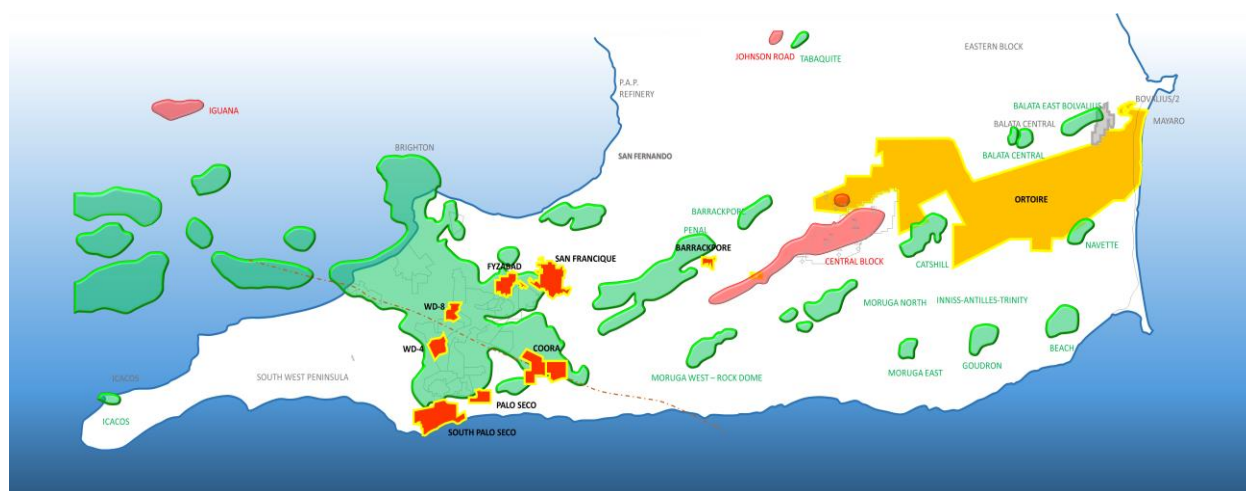 JOHNSON ROAD
TABAQUITE
EASTERN BLOCK
P.A.P.
REFINERY
IGUANA
BOVALIUS/2
BALATA EAST BOLVALIUS
MAYARO
BALATA CENTRAL
BALATA CENTRAL
BRIGHTON
SAN FERNANDO
ORTOIRE
BARRACKPORE
PENAL
BARRACKPORE
NAVETTE
SAN FRANCIQUE
FYZABAD
CENTRAL BLOCK
CATSHILL
WD-8
MORUGA NORTH
INNISS-ANTILLES-TRINITY
WD-4
COORA
BEACH
GOUDRON
MORUGA EAST
ICACOS
SOUTH WEST PENINSULA
MORUGA WEST – ROCK DOME
PALO SECO
ICACOS
SOUTH PALO SECO